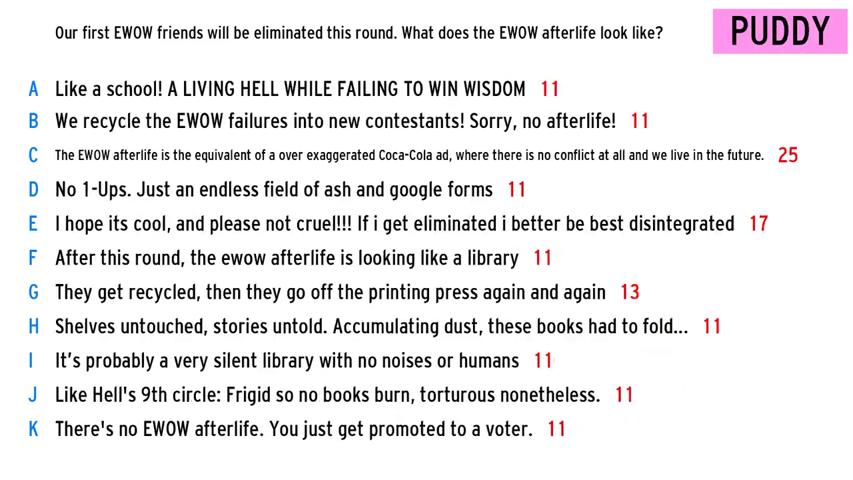 Our first EWOW friends will be eliminated this round. What does the EWOW afterlife look like?
PUDDY
A Like a school! A LIVING HELL WHILE FAILING TO WIN WISDOM 11
B We recycle the EWOW failures into new contestants! Sorry, no afterlife! 11
C The EWOW afterlife is the equivalent of a over exaggerated Coca-Cola ad, where there is no conflict at all and we live in the future. 25
D No 1-Ups. Just an endless field of ash and google forms 11
E I hope its cool, and please not cruel!!! If i get eliminated i better be best disintegrated 17
F After this round, the ewow afterlife is looking like a library 11
G They get recycled, then they go off the printing press again and again 13
H Shelves untouched, stories untold. Accumulating dust, these books had to fold... 11
I It’s probably a very silent library with no noises or humans 11
J Like Hell's 9th circle: Frigid so no books burn, torturous nonetheless. 11
K There's no EWOW afterlife. You just get promoted to a voter. 11